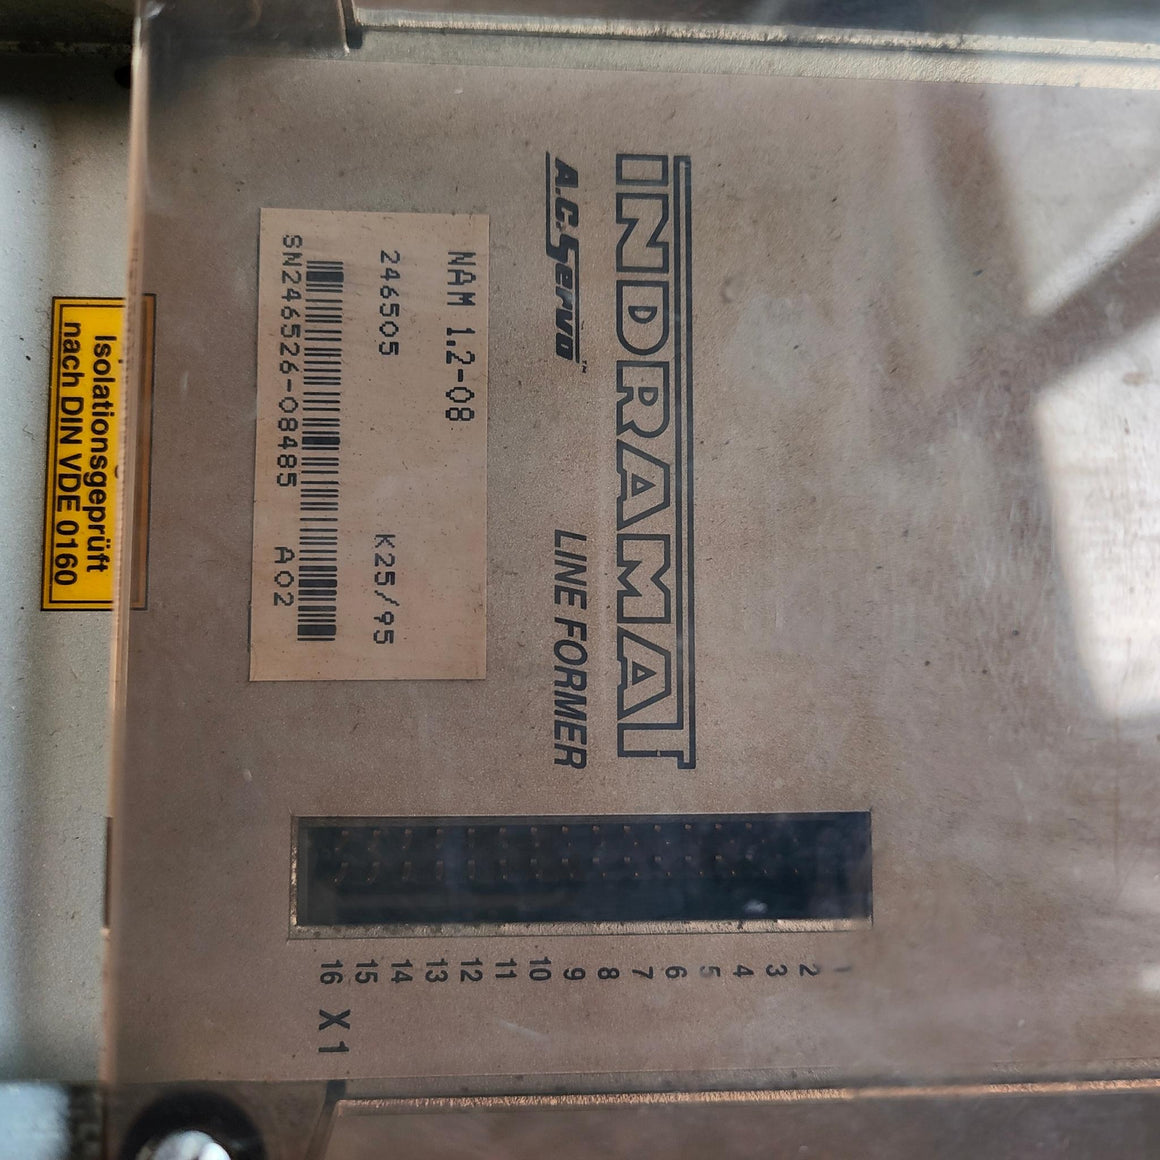 INDRAMAT
A.C. Servo™ LINE FORMER
NAM 1.2-08
246505 K25/95
SN246526-08485 A02
Isolationsgeprüft
nach DIN VDE 0160
1
2
3
4
5
6
7
8
9
10
11
12
13
14
15
16
X1